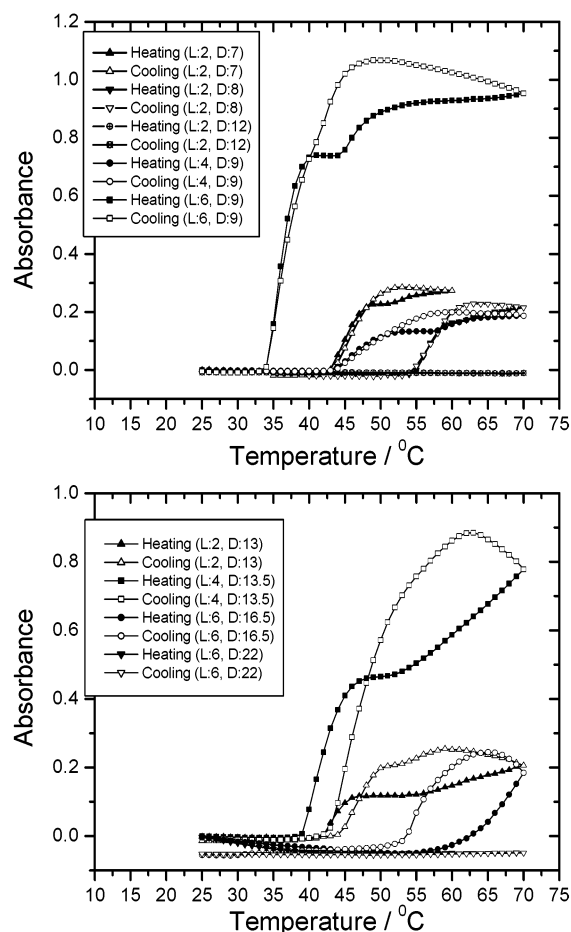 1.2
1.0
0.8
0.6
0.4
0.2
0.0
Absorbance
Heating (L:2, D:7)
Cooling (L:2, D:7)
Heating (L:2, D:8)
Cooling (L:2, D:8)
Heating (L:2, D:12)
Cooling (L:2, D:12)
Heating (L:4, D:9)
Cooling (L:4, D:9)
Heating (L:6, D:9)
Cooling (L:6, D:9)
10 15 20 25 30 35 40 45 50 55 60 65 70 75
Temperature / ⁰C
1.0
0.8
0.6
0.4
0.2
0.0
Absorbance
Heating (L:2, D:13)
Cooling (L:2, D:13)
Heating (L:4, D:13.5)
Cooling (L:4, D:13.5)
Heating (L:6, D:16.5)
Cooling (L:6, D:16.5)
Heating (L:6, D:22)
Cooling (L:6, D:22)
10 15 20 25 30 35 40 45 50 55 60 65 70 75
Temperature / ⁰C